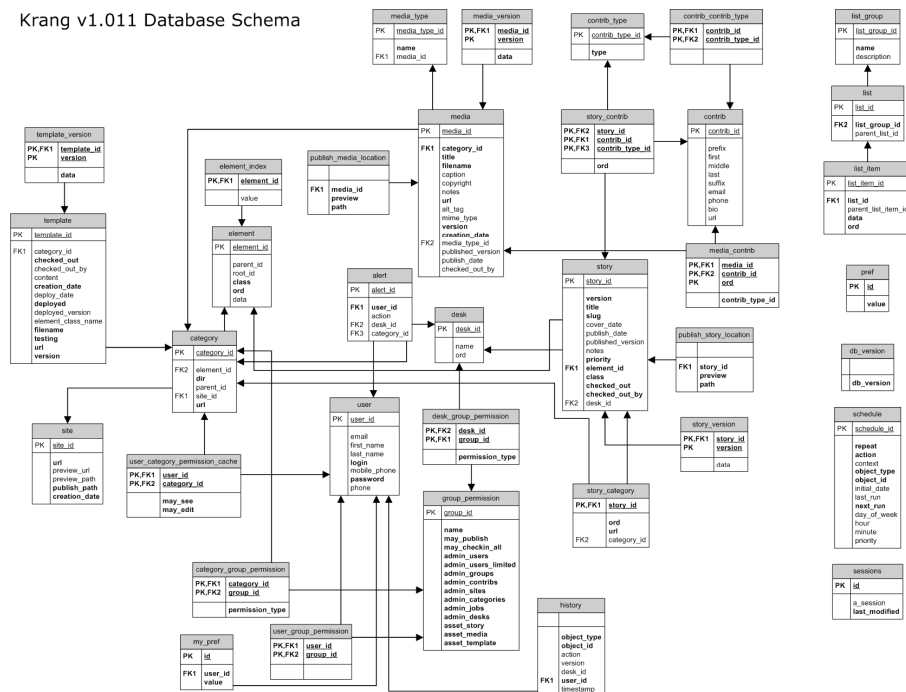 Krang v1.011 Database Schema
media_type
PK media_type_id
name
FK1 media_id
media_version
PK,FK1 media_id
PK version
data
contrib_type
PK contrib_type_id
type
contrib_contrib_type
PK,FK1 contrib_id
PK,FK2 contrib_type_id
list_group
PK list_group_id
name
description
list
PK list_id
FK2 list_group_id
parent_list_id
list_item
PK list_item_id
FK1 list_id
parent_list_item_id
data
ord
media
PK media_id
FK1 category_id
title
filename
caption
copyright
notes
url
alt_tag
mime_type
version
creation_date
FK2 media_type_id
published_version
publish_date
checked_out_by
story_contrib
PK,FK2 story_id
PK,FK1 contrib_id
PK,FK3 contrib_type_id
ord
contrib
PK contrib_id
prefix
first
middle
last
suffix
email
phone
bio
url
template_version
PK,FK1 template_id
PK version
data
element_index
PK,FK1 element_id
value
publish_media_location
FK1 media_id
preview
path
template
PK template_id
FK1 category_id
checked_out
checked_out_by
content
creation_date
deploy_date
deployed
deployed_version
element_class_name
filename
testing
url
version
element
PK element_id
parent_id
root_id
class
ord
data
media_contrib
PK,FK1 media_id
PK,FK2 contrib_id
PK ord
contrib_type_id
alert
PK alert_id
FK1 user_id
action
FK2 desk_id
FK3 category_id
desk
PK desk_id
name
ord
story
PK story_id
version
title
slug
cover_date
publish_date
published_version
notes
priority
FK1 element_id
class
checked_out
checked_out_by
FK2 desk_id
pref
PK id
value
publish_story_location
FK1 story_id
preview
path
category
PK category_id
FK2 element_id
dir
parent_id
FK1 site_id
url
db_version
db_version
user
PK user_id
email
first_name
last_name
login
mobile_phone
password
phone
desk_group_permission
PK,FK2 desk_id
PK,FK1 group_id
permission_type
story_version
PK,FK1 story_id
PK version
data
schedule
PK schedule_id
repeat
action
context
object_type
object_id
initial_date
last_run
next_run
day_of_week
hour
minute
priority
site
PK site_id
url
preview_url
preview_path
publish_path
creation_date
user_category_permission_cache
PK,FK1 user_id
PK,FK2 category_id
may_see
may_edit
story_category
PK,FK1 story_id
ord
url
FK2 category_id
group_permission
PK group_id
name
may_publish
may_checkin_all
admin_users
admin_users_limited
admin_groups
admin_contribs
admin_sites
admin_categories
admin_jobs
admin_desks
asset_story
asset_media
asset_template
category_group_permission
PK,FK1 category_id
PK,FK2 group_id
permission_type
sessions
PK id
a_session
last_modified
user_group_permission
PK,FK1 user_id
PK,FK2 group_id
history
object_type
object_id
action
version
desk_id
FK1 user_id
timestamp
my_pref
PK id
FK1 user_id
value